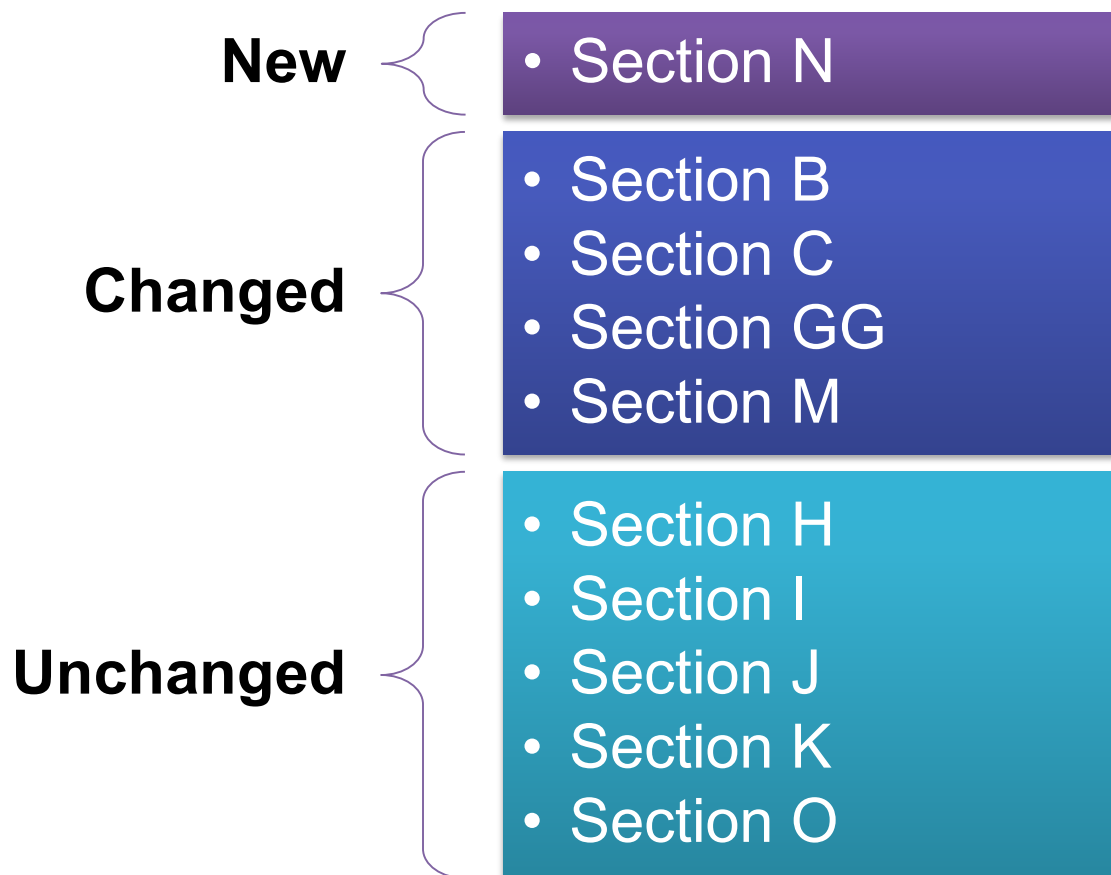 New
• Section N
Changed
• Section B
• Section C
• Section GG
• Section M
Unchanged
• Section H
• Section I
• Section J
• Section K
• Section O